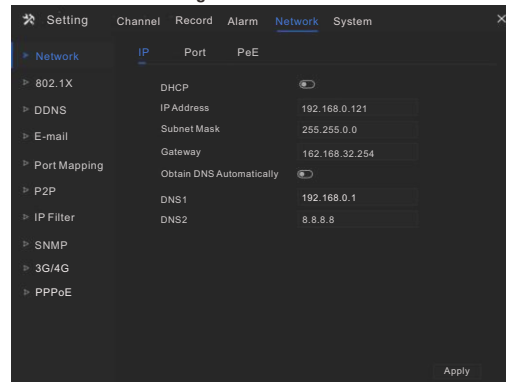 Setting Channel Record Alarm Network System
Network IP Port PeE
802.1X DHCP
DDNS IP Address 192.168.0.121
E-mail Subnet Mask 255.255.0.0
Port Mapping Gateway 162.168.32.254
Obtain DNS Automatically
P2P DNS1 192.168.0.1
IP Filter DNS2 8.8.8.8
SNMP
3G/4G
PPPoE
Apply